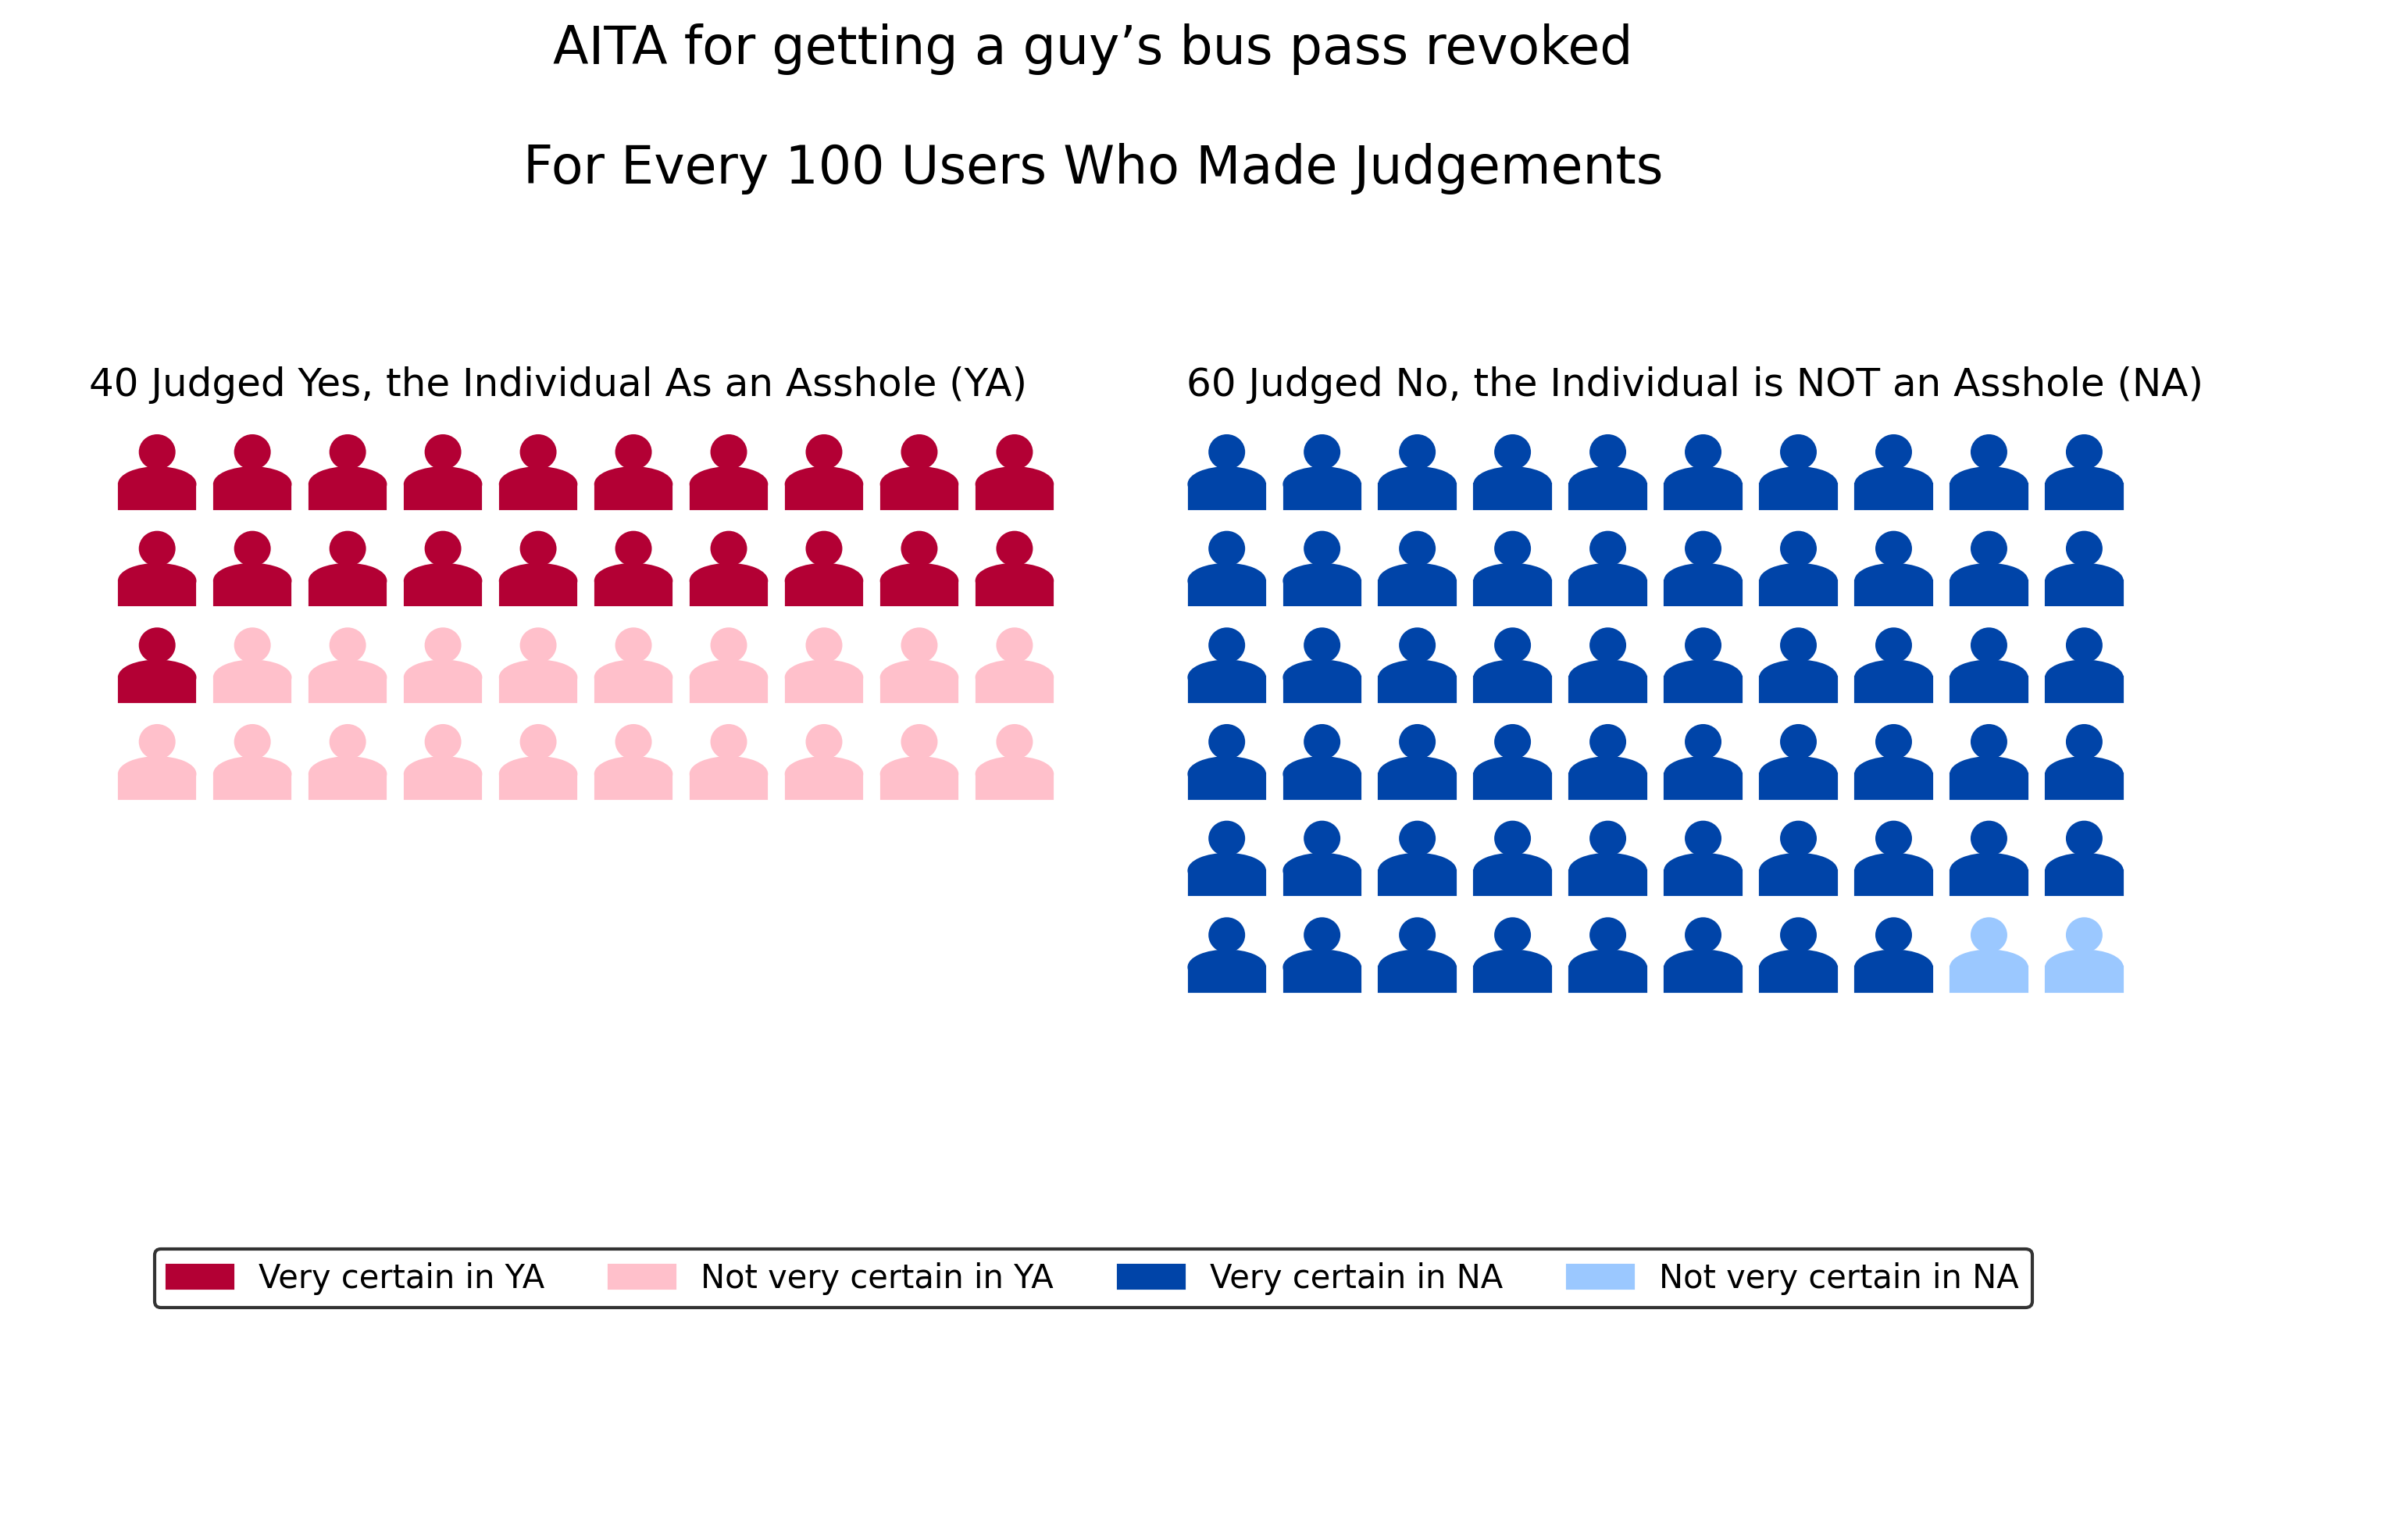 AITA for getting a guy’s bus pass revoked
For Every 100 Users Who Made Judgements
40 Judged Yes, the Individual As an Asshole (YA)
60 Judged No, the Individual is NOT an Asshole (NA)
Very certain in YA
Not very certain in YA
Very certain in NA
Not very certain in NA